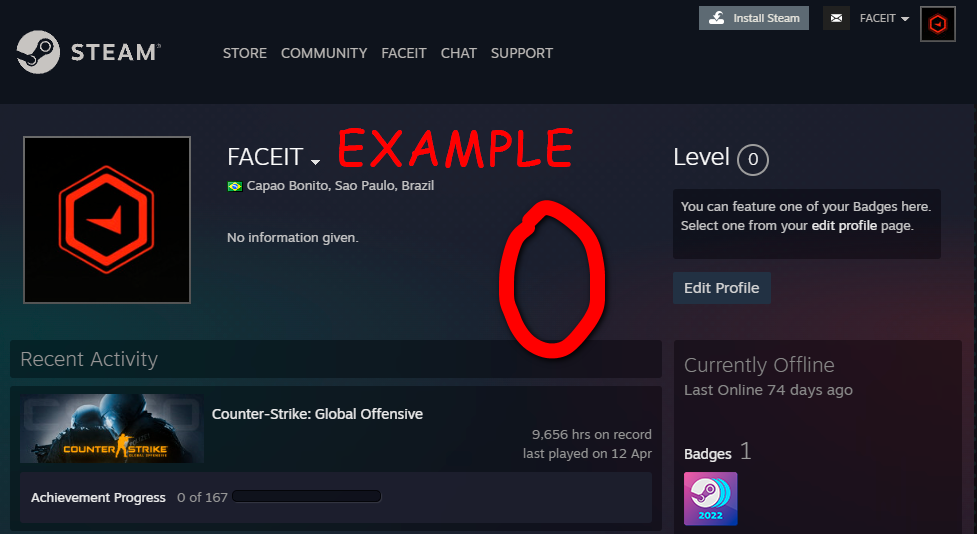 Install Steam
FACEIT
STEAM®
STORE COMMUNITY FACEIT CHAT SUPPORT
FACEIT EXAMPLE
Capao Bonito, Sao Paulo, Brazil
No information given.
Level 0
You can feature one of your Badges here.
Select one from your edit profile page.
Edit Profile
Recent Activity
COUNTER STRIKE
GLOBAL OFFENSIVE
Counter-Strike: Global Offensive
9,656 hrs on record
last played on 12 Apr
Achievement Progress 0 of 167
Currently Offline
Last Online 74 days ago
Badges 1
2022